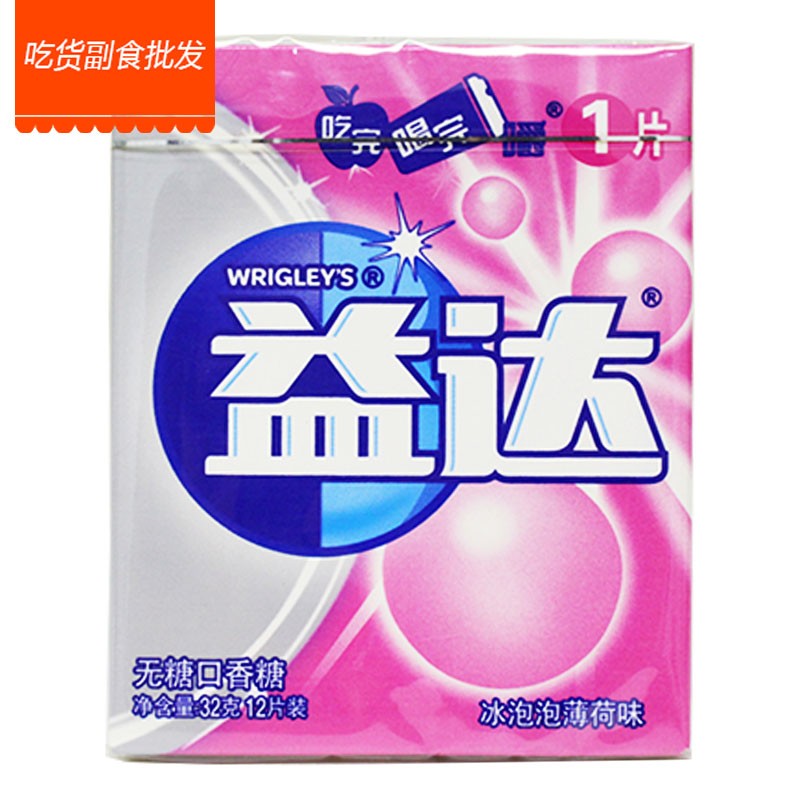 吃货副食批发
吃完 喝完 嚼® 1片
WRIGLEY'S®
益达®
无糖口香糖
净含量:32克 12片装
冰泡泡薄荷味